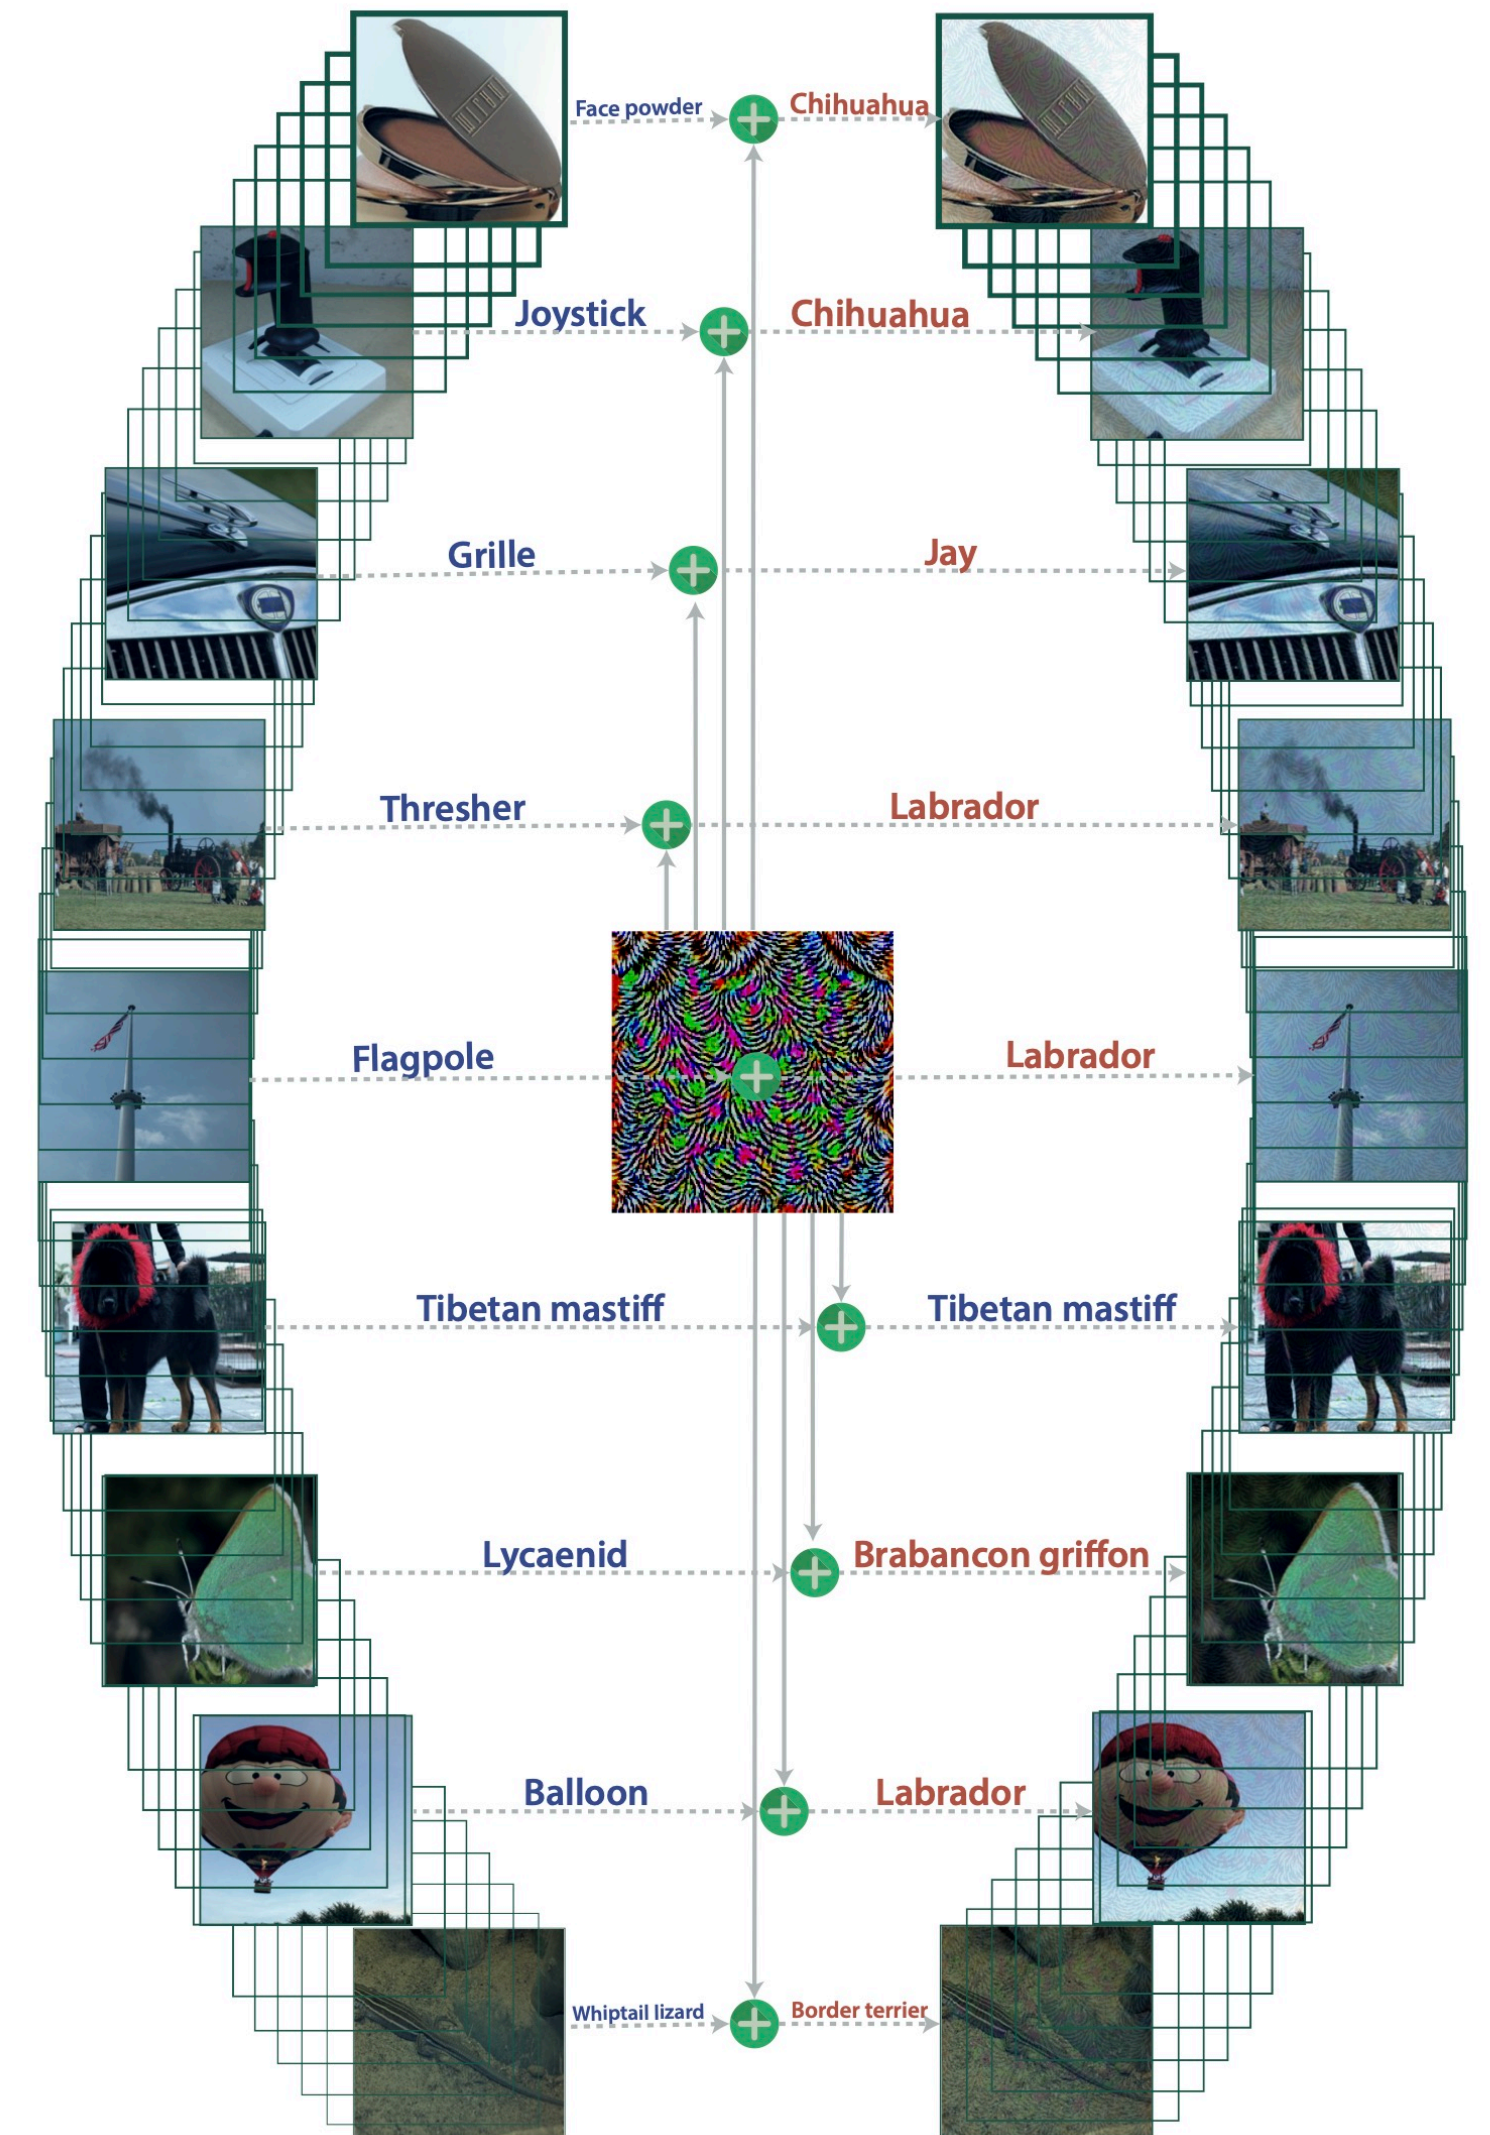 Face powder
Chihuahua
Joystick
Chihuahua
Grille
Jay
Thresher
Labrador
Flagpole
Labrador
Tibetan mastiff
Tibetan mastiff
Lycaenid
Brabancon griffon
Balloon
Labrador
Whiptail lizard
Border terrier